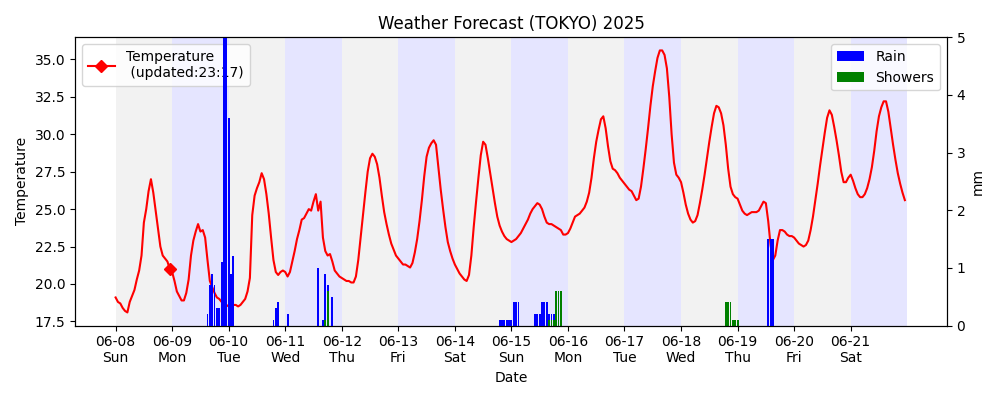 Weather Forecast (TOKYO) 2025
Temperature
(updated:23:17)
Rain
Showers
Temperature
35.0
32.5
30.0
27.5
25.0
22.5
20.0
17.5
5
4
3
2
1
0
mm
06-08 06-09 06-10 06-11 06-12 06-13 06-14 06-15 06-16 06-17 06-18 06-19 06-20 06-21
Sun Mon Tue Wed Thu Fri Sat Sun Mon Tue Wed Thu Fri Sat
Date